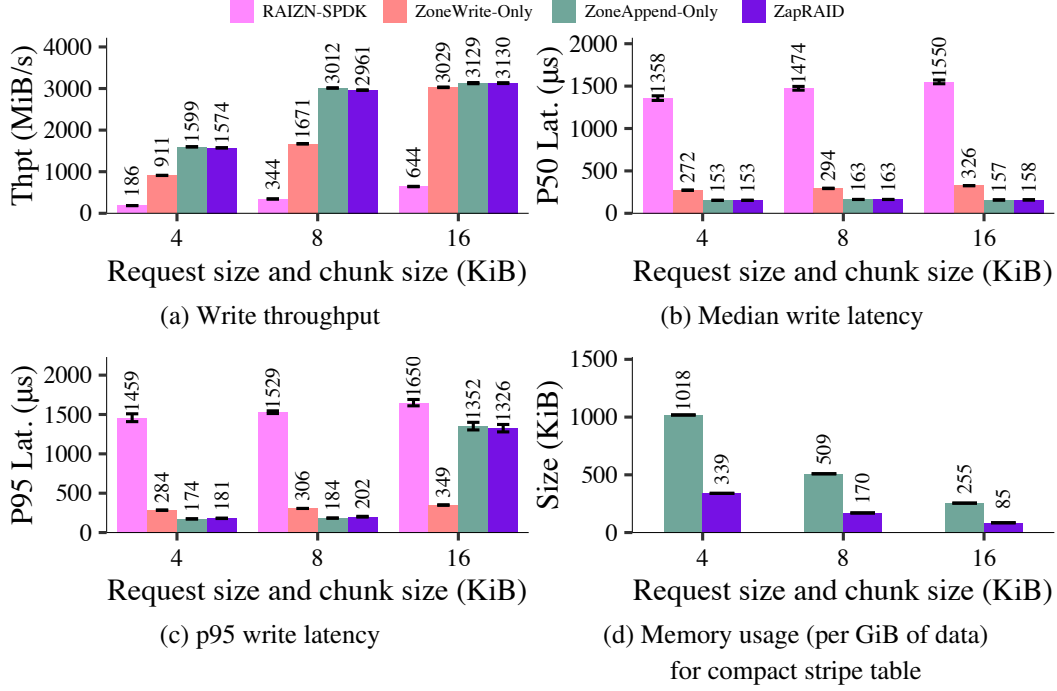 RAIZN-SPDK ZoneWrite-Only ZoneAppend-Only ZapRAID
Thpt (MiB/s)
4000
3000
2000
1000
0
186 911 1599 1574
344 1671 3012 2961
644 3029 3129 3130
4 8 16
Request size and chunk size (KiB)
(a) Write throughput
P50 Lat. (μs)
2000
1500
1000
500
0
1358 272 153 153
1474 294 163 163
1550 326 157 158
4 8 16
Request size and chunk size (KiB)
(b) Median write latency
P95 Lat. (μs)
2000
1500
1000
500
0
1459 284 174 181
1529 306 184 202
1650 349 1352 1326
4 8 16
Request size and chunk size (KiB)
(c) p95 write latency
Size (KiB)
1500
1000
500
0
1018 339
509 170
255 85
4 8 16
Request size and chunk size (KiB)
(d) Memory usage (per GiB of data)
for compact stripe table